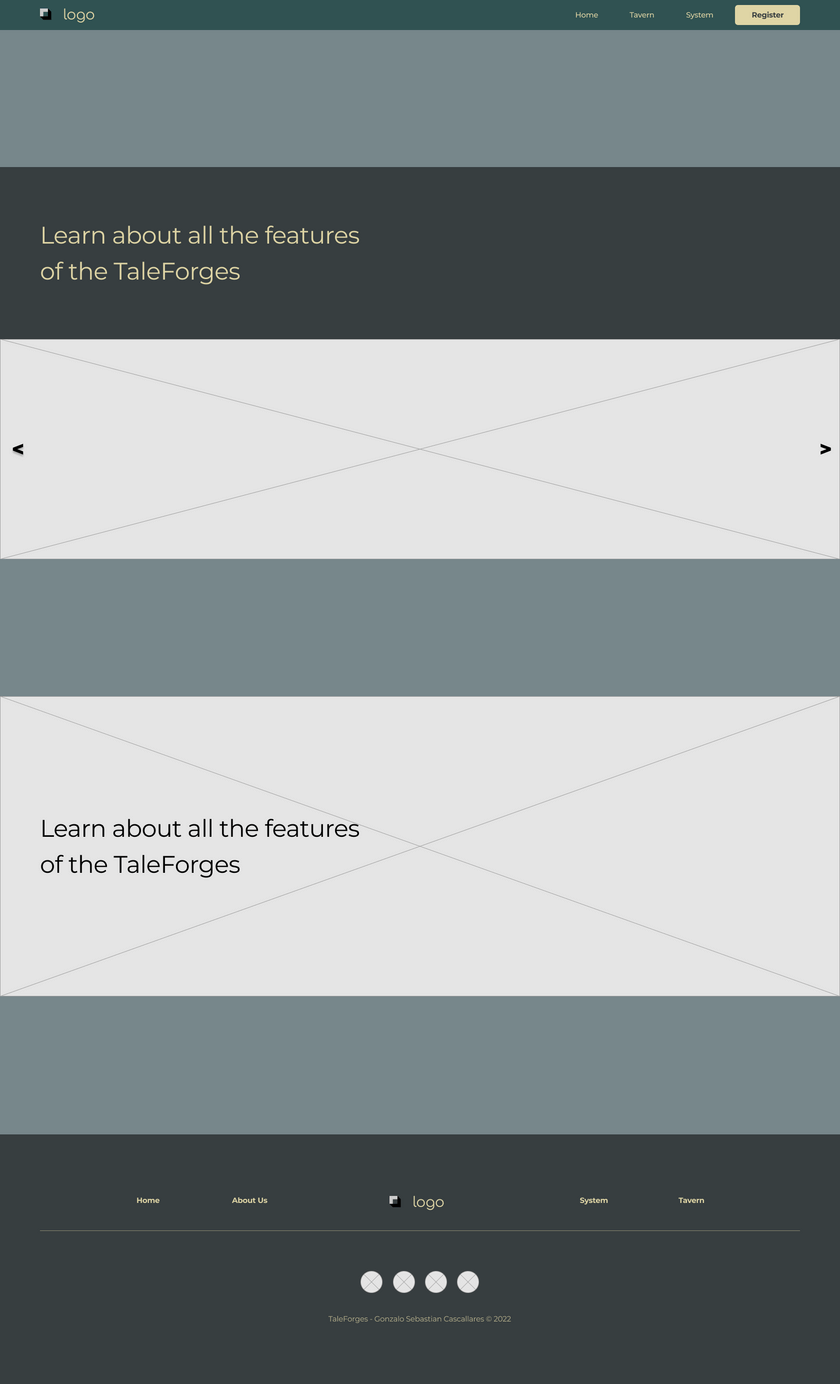 logo
Home Tavern System Register
Learn about all the features
of the TaleForges
< >
Learn about all the features
of the TaleForges
Home About Us logo System Tavern
TaleForges - Gonzalo Sebastian Cascallares © 2022